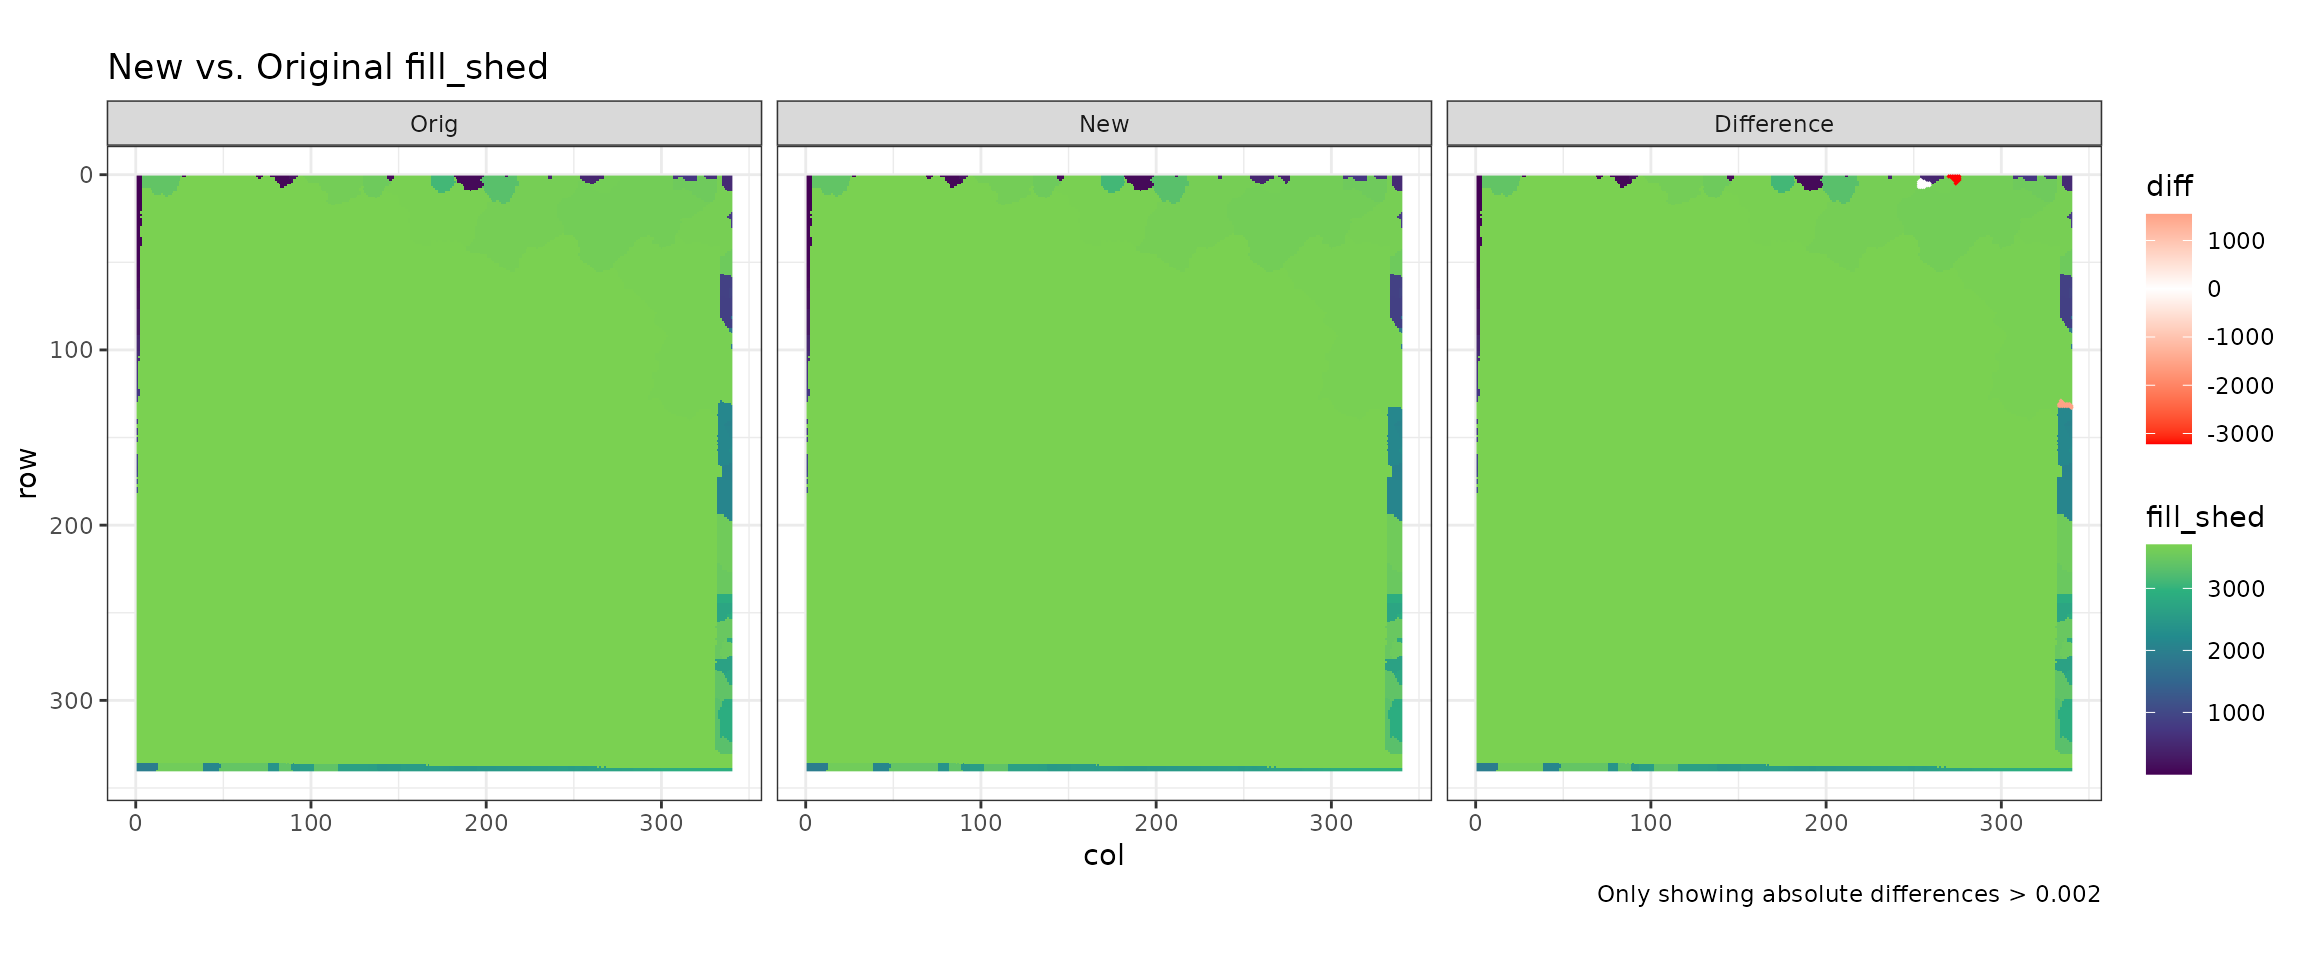 New vs. Original fill_shed
Orig
New
Difference
row
0
100
200
300
0
100
200
300
0
100
200
300
0
100
200
300
col
diff
1000
0
-1000
-2000
-3000
fill_shed
3000
2000
1000
Only showing absolute differences > 0.002